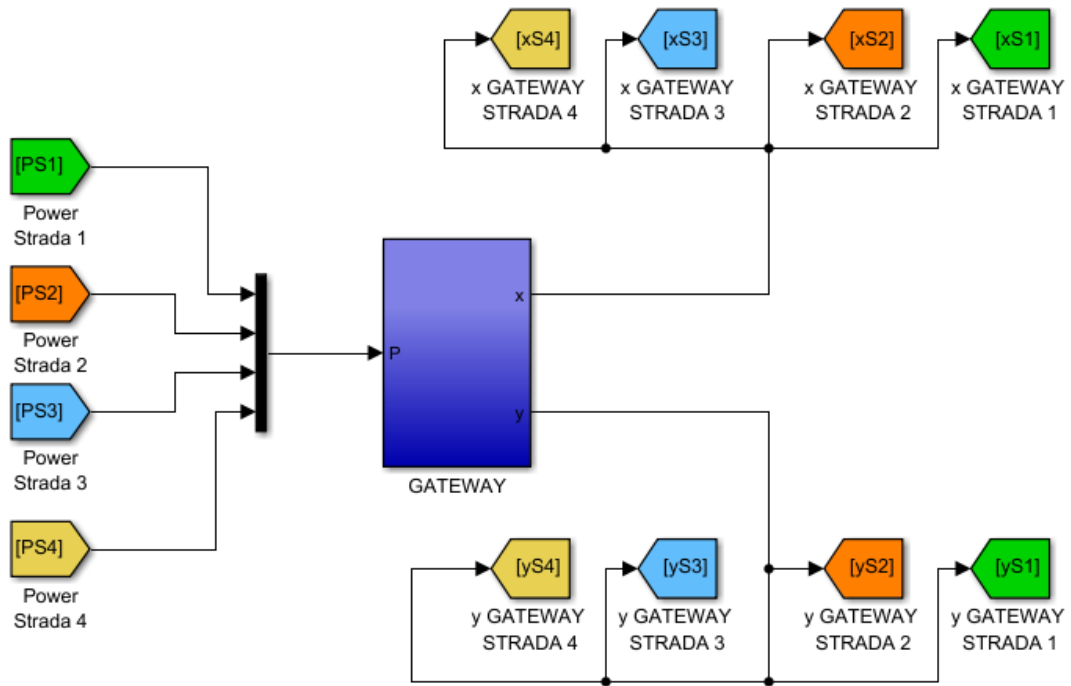 [xS4]
x GATEWAY
STRADA 4
[xS3]
x GATEWAY
STRADA 3
[xS2]
x GATEWAY
STRADA 2
[xS1]
x GATEWAY
STRADA 1
[PS1]
Power
Strada 1
[PS2]
Power
Strada 2
[PS3]
Power
Strada 3
[PS4]
Power
Strada 4
P
x
y
GATEWAY
[yS4]
y GATEWAY
STRADA 4
[yS3]
y GATEWAY
STRADA 3
[yS2]
y GATEWAY
STRADA 2
[yS1]
y GATEWAY
STRADA 1